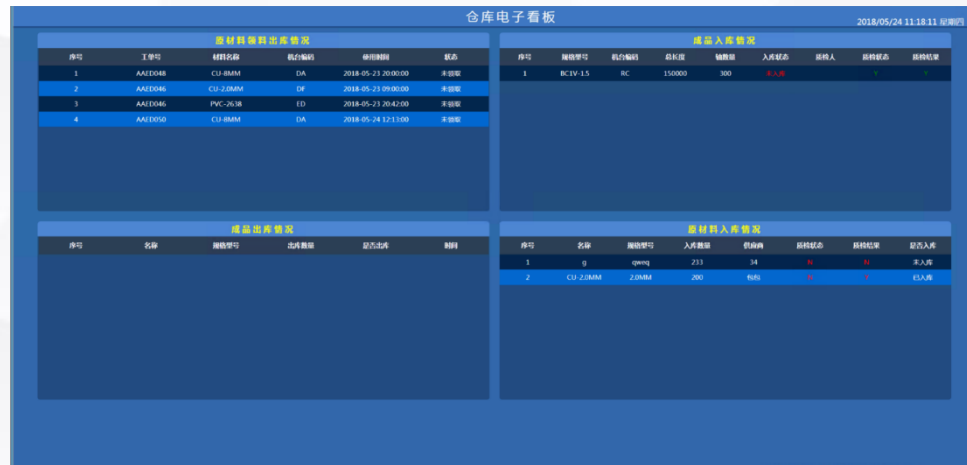 仓库电子看板
2018/05/24 11:18:11 星期四
原材料领料出库情况
序号 工单号 材料名称 机台编码 使用时间 状态
1 AAED048 CU-8MM DA 2018-05-23 20:00:00 未领取
2 AAED046 CU-2.0MM DF 2018-05-23 09:00:00 未领取
3 AAED046 PVC-2638 ED 2018-05-23 20:42:00 未领取
4 AAED050 CU-8MM DA 2018-05-24 12:13:00 未领取
成品入库情况
序号 规格型号 机台编码 总长度 轴数量 入库状态 质检人 质检状态 质检结果
1 BC1V-1.5 RC 150000 300 未入库 Y Y
成品出库情况
序号 名称 规格型号 出库数量 是否出库 时间
原材料入库情况
序号 名称 规格型号 入库数量 供应商 质检状态 质检结果 是否入库
1 g qweq 233 34 N N 未入库
2 CU-2.0MM 2.0MM 200 已入库